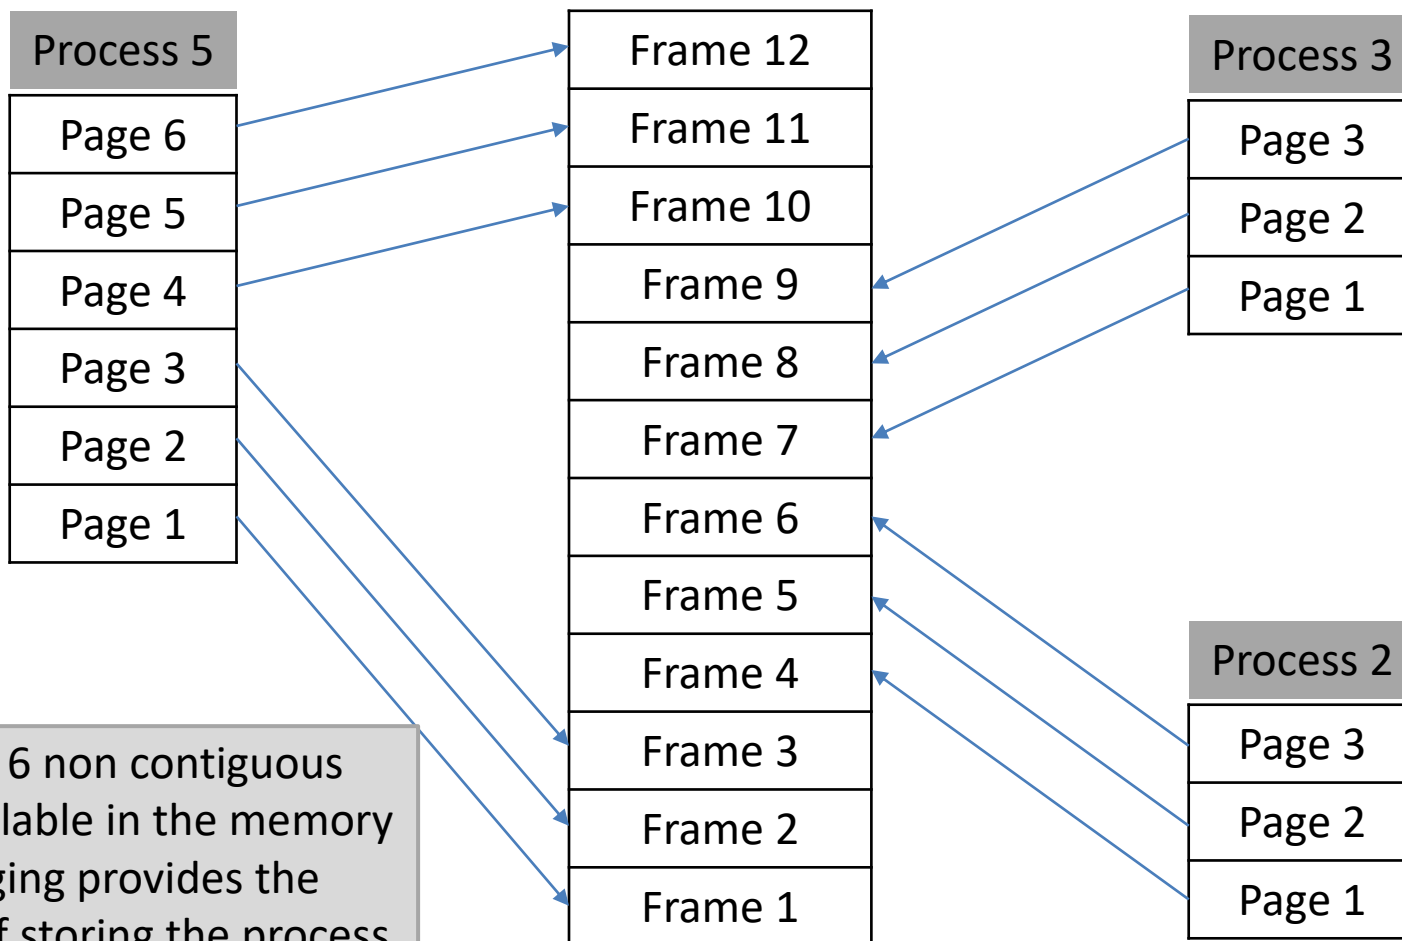 Process 5
Page 6
Page 5
Page 4
Page 3
Page 2
Page 1
Frame 12
Frame 11
Frame 10
Frame 9
Frame 8
Frame 7
Frame 6
Frame 5
Frame 4
Frame 3
Frame 2
Frame 1
Process 3
Page 3
Page 2
Page 1
Process 2
Page 3
Page 2
Page 1
6 non contiguous
in the memory
provides the
storing the process